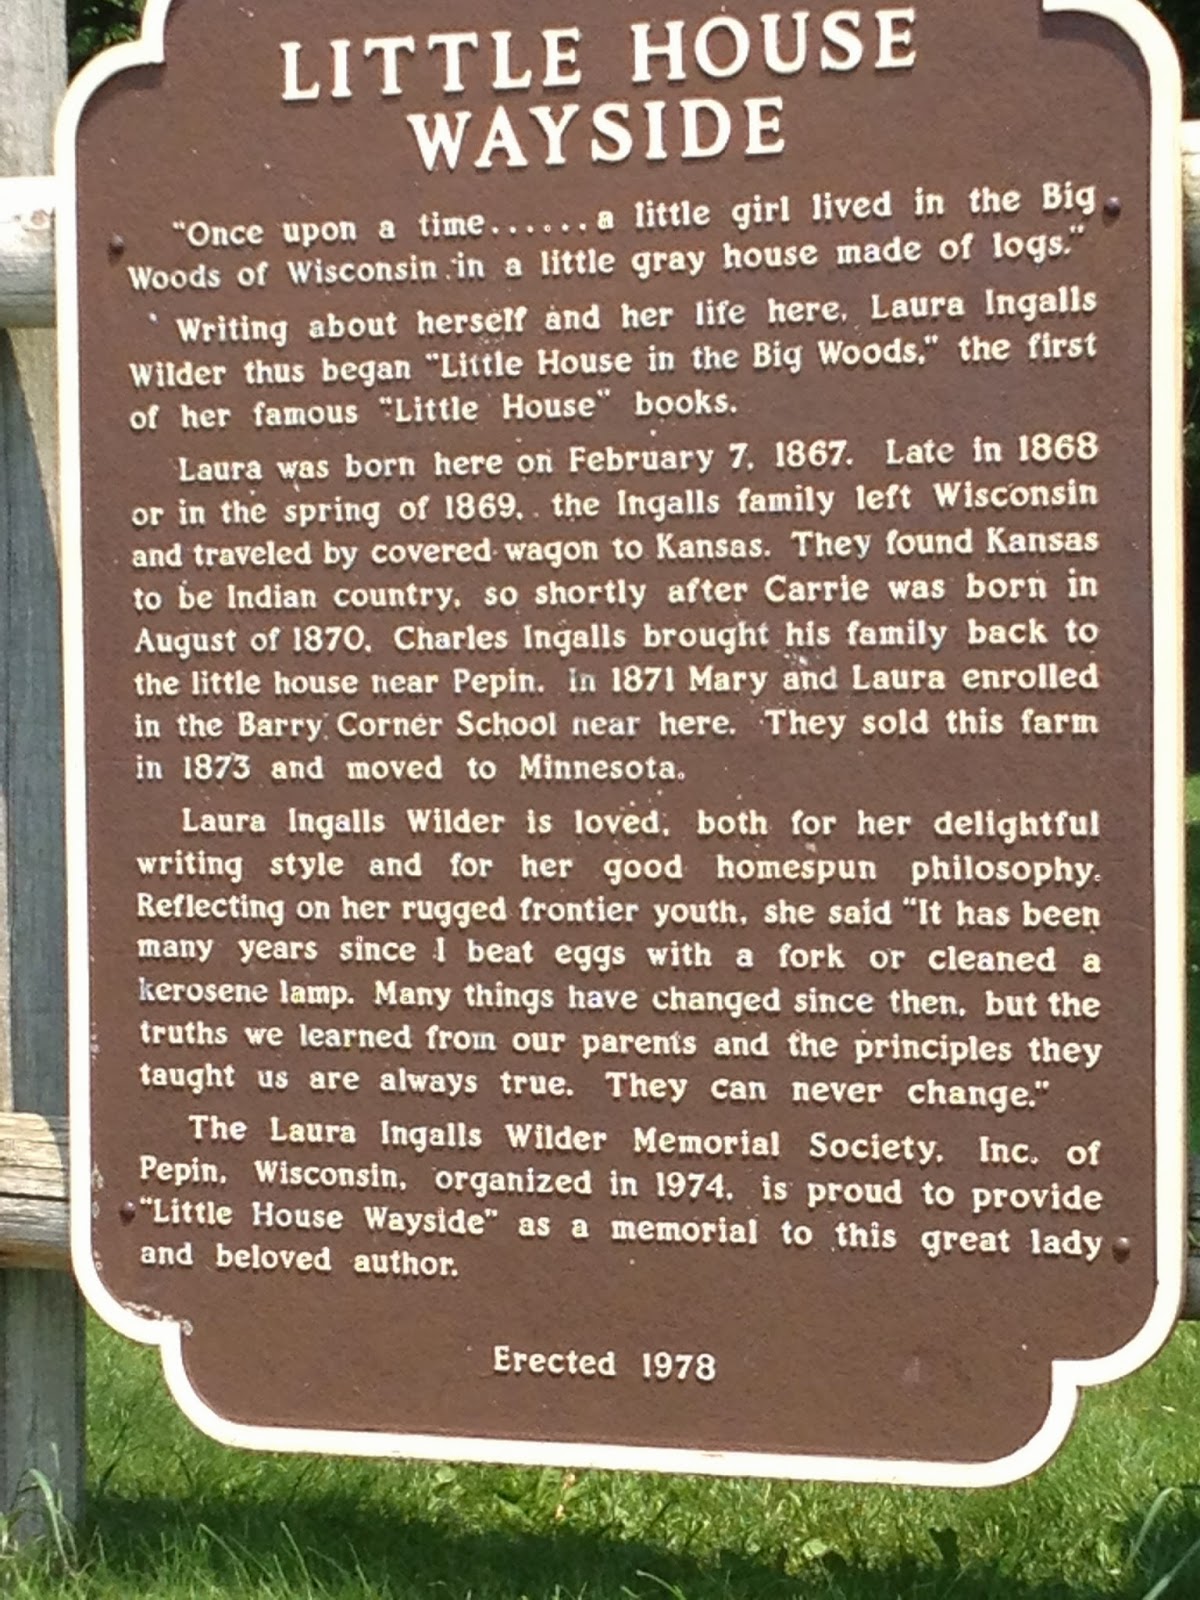 LITTLE HOUSE
WAYSIDE
"Once upon a time......a little girl lived in the Big
Woods of Wisconsin in a little gray house made of logs."
Writing about herself and her life here, Laura Ingalls
Wilder thus began "Little House in the Big Woods," the first
of her famous "Little House" books.
Laura was born here on February 7, 1867. Late in 1868
or in the spring of 1869, the Ingalls family left Wisconsin
and traveled by covered wagon to Kansas. They found Kansas
to be Indian country, so shortly after Carrie was born in
August of 1870, Charles Ingalls brought his family back to
the little house near Pepin. In 1871 Mary and Laura enrolled
in the Barry Corner School near here. They sold this farm
in 1873 and moved to Minnesota.
Laura Ingalls Wilder is loved, both for her delightful
writing style and for her good homespun philosophy.
Reflecting on her rugged frontier youth, she said "It has been
many years since I beat eggs with a fork or cleaned a
kerosene lamp. Many things have changed since then, but the
truths we learned from our parents and the principles they
taught us are always true. They can never change."
The Laura Ingalls Wilder Memorial Society, Inc. of
Pepin, Wisconsin, organized in 1974, is proud to provide
"Little House Wayside" as a memorial to this great lady
and beloved author.
Erected 1978